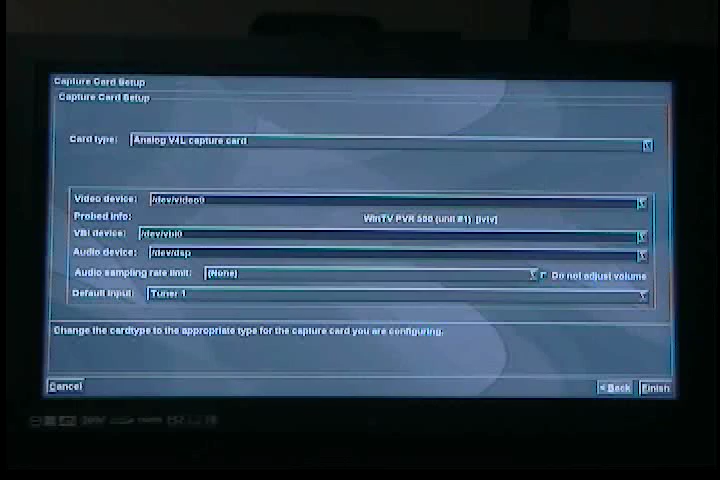 Capture Card Setup
Capture Card Setup
Card type: Analog V4L capture card
Video device: /dev/video0
Probed info: WinTV PVR 500 (unit #1) [ivtv]
VBI device: /dev/vbi0
Audio device: /dev/dsp
Audio sampling rate limit: (None) Do not adjust volume
Default input: Tuner 1
Change the cardtype to the appropriate type for the capture card you are configuring.
Cancel < Back Finish